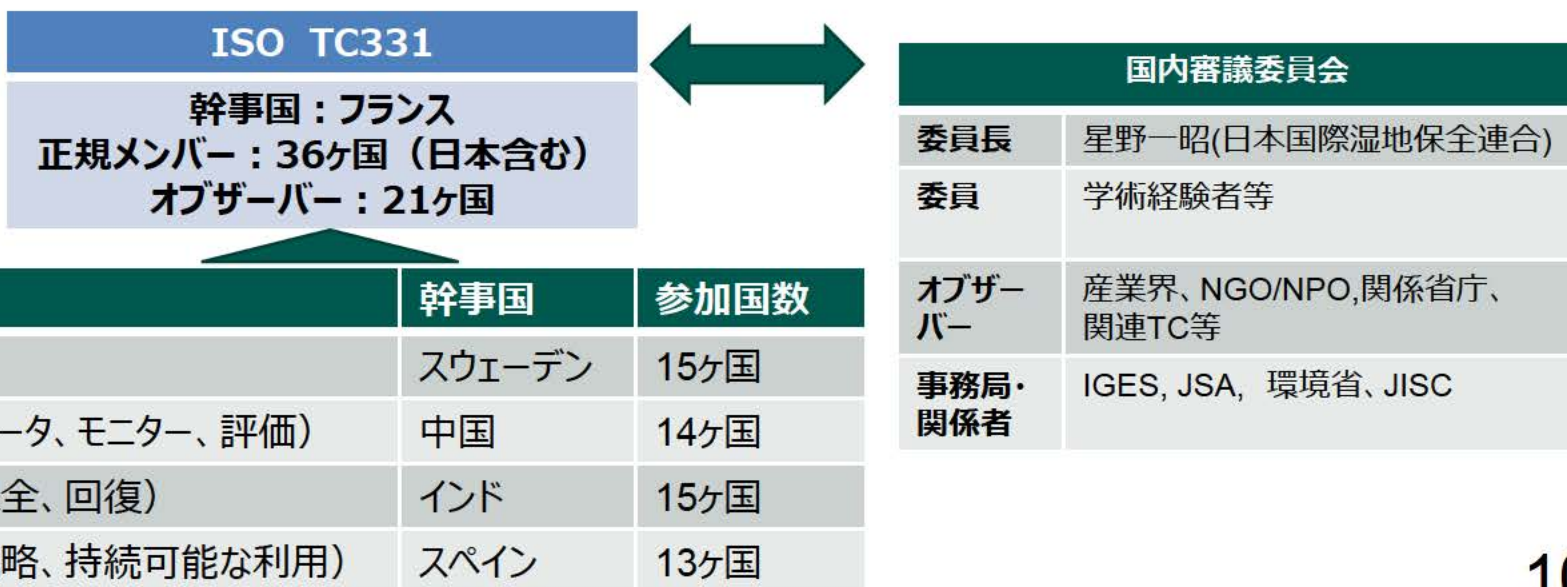 ISO TC331
幹事国：フランス
正規メンバー：36ヶ国（日本含む）
オブザーバー：21ヶ国
幹事国 参加国数
スウェーデン 15ヶ国
ータ、モニター、評価） 中国 14ヶ国
全、回復） インド 15ヶ国
略、持続可能な利用） スペイン 13ヶ国
国内審議委員会
委員長 星野一昭(日本国際湿地保全連合)
委員 学術経験者等
オブザー 産業界、NGO/NPO,関係省庁、
バー 関連TC等
事務局・ IGES, JSA, 環境省、JISC
関係者